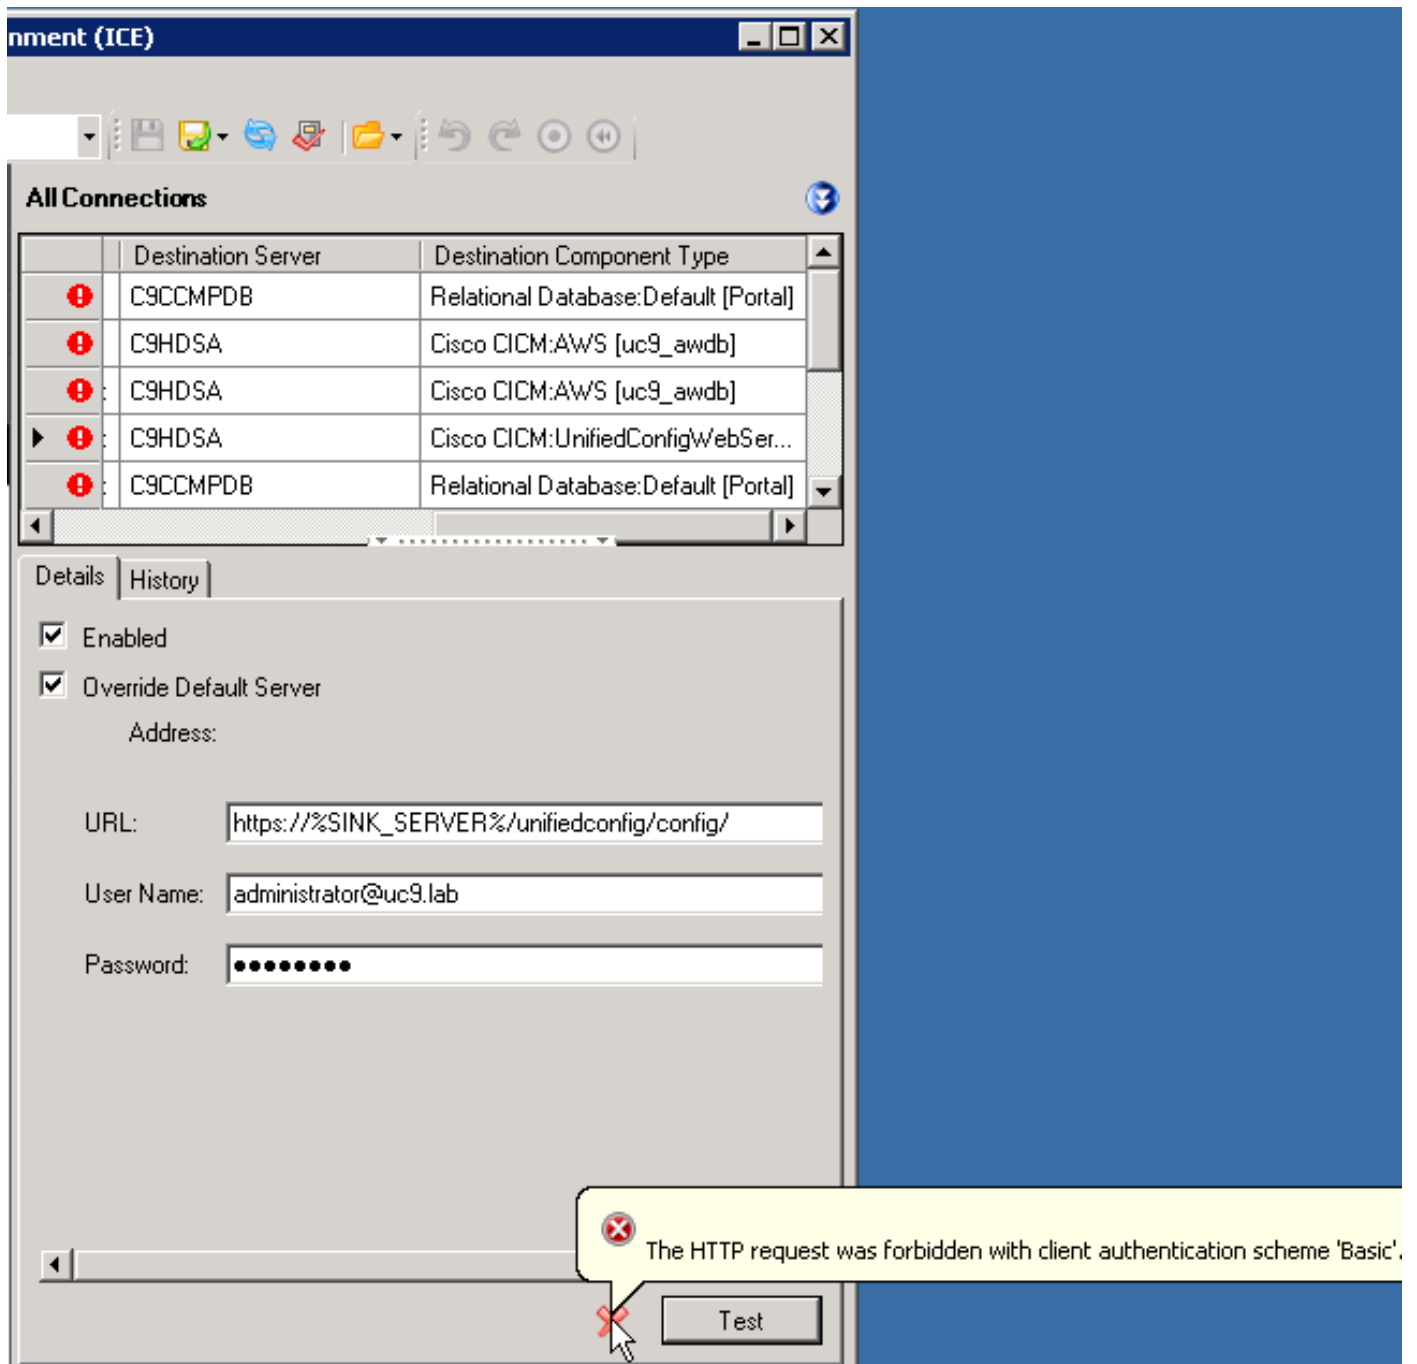 nment (ICE)
All Connections
Destination Server Destination Component Type
C9CCMPDB Relational Database:Default [Portal]
C9HDSA Cisco CICM:AWS [uc9_awdb]
: C9HDSA Cisco CICM:AWS [uc9_awdb]
: C9HDSA Cisco CICM:UnifiedConfigWebSer...
: C9CCMPDB Relational Database:Default [Portal]
Details History
Enabled
Override Default Server
Address:
URL: https://%SINK_SERVER%/unifiedconfig/config/
User Name: administrator@uc9.lab
Password: ●●●●●●●●
The HTTP request was forbidden with client authentication scheme 'Basic'.
Test